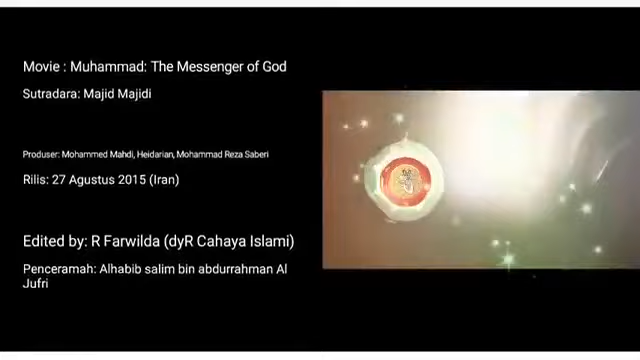 Movie : Muhammad: The Messenger of God
Sutradara: Majid Majidi
Produser: Mohammed Mahdi, Heidarian, Mohammad Reza Saberi
Rilis: 27 Agustus 2015 (Iran)
Edited by: R Farwilda (dyR Cahaya Islami)
Penceramah: Alhabib salim bin abdurrahman Al
Jufri